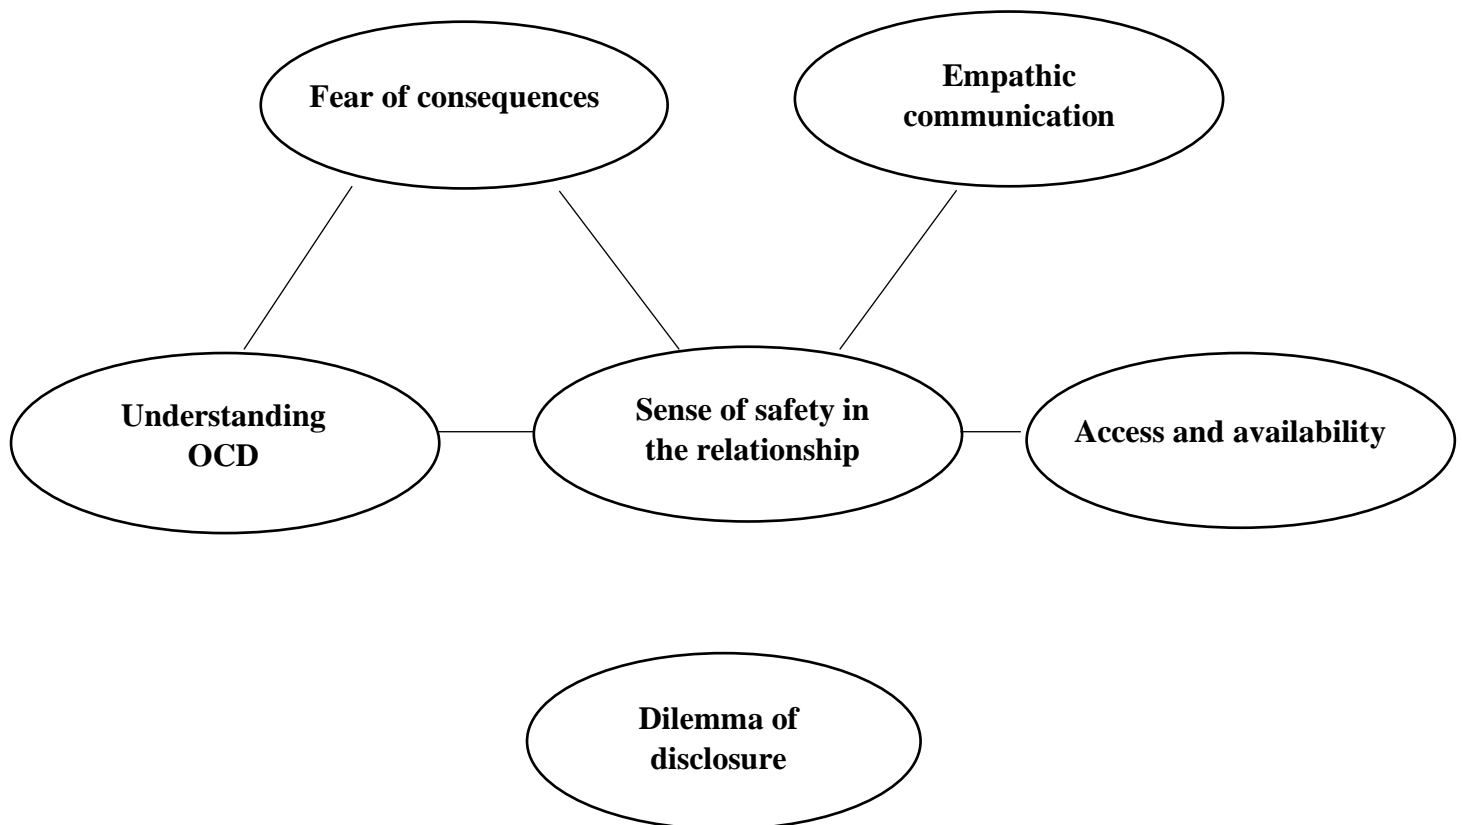 Fear of consequences
Empathic
communication
Understanding
OCD
Sense of safety in
the relationship
Access and availability
Dilemma of
disclosure